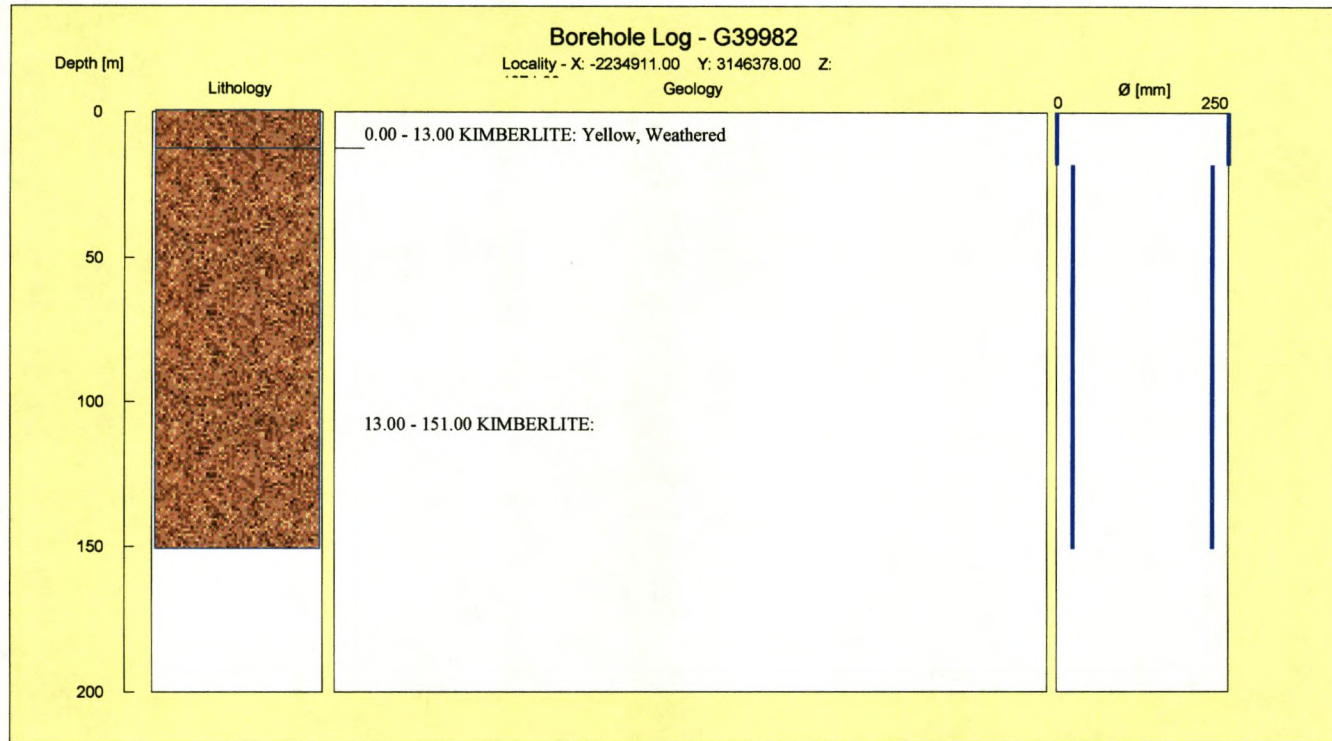 Borehole Log - G39982
Depth [m]
Locality - X: -2234911.00 Y: 3146378.00 Z:
Lithology
Geology
Ø [mm]
0
250
0
0.00 - 13.00 KIMBERLITE: Yellow, Weathered
50
100
13.00 - 151.00 KIMBERLITE:
150
200